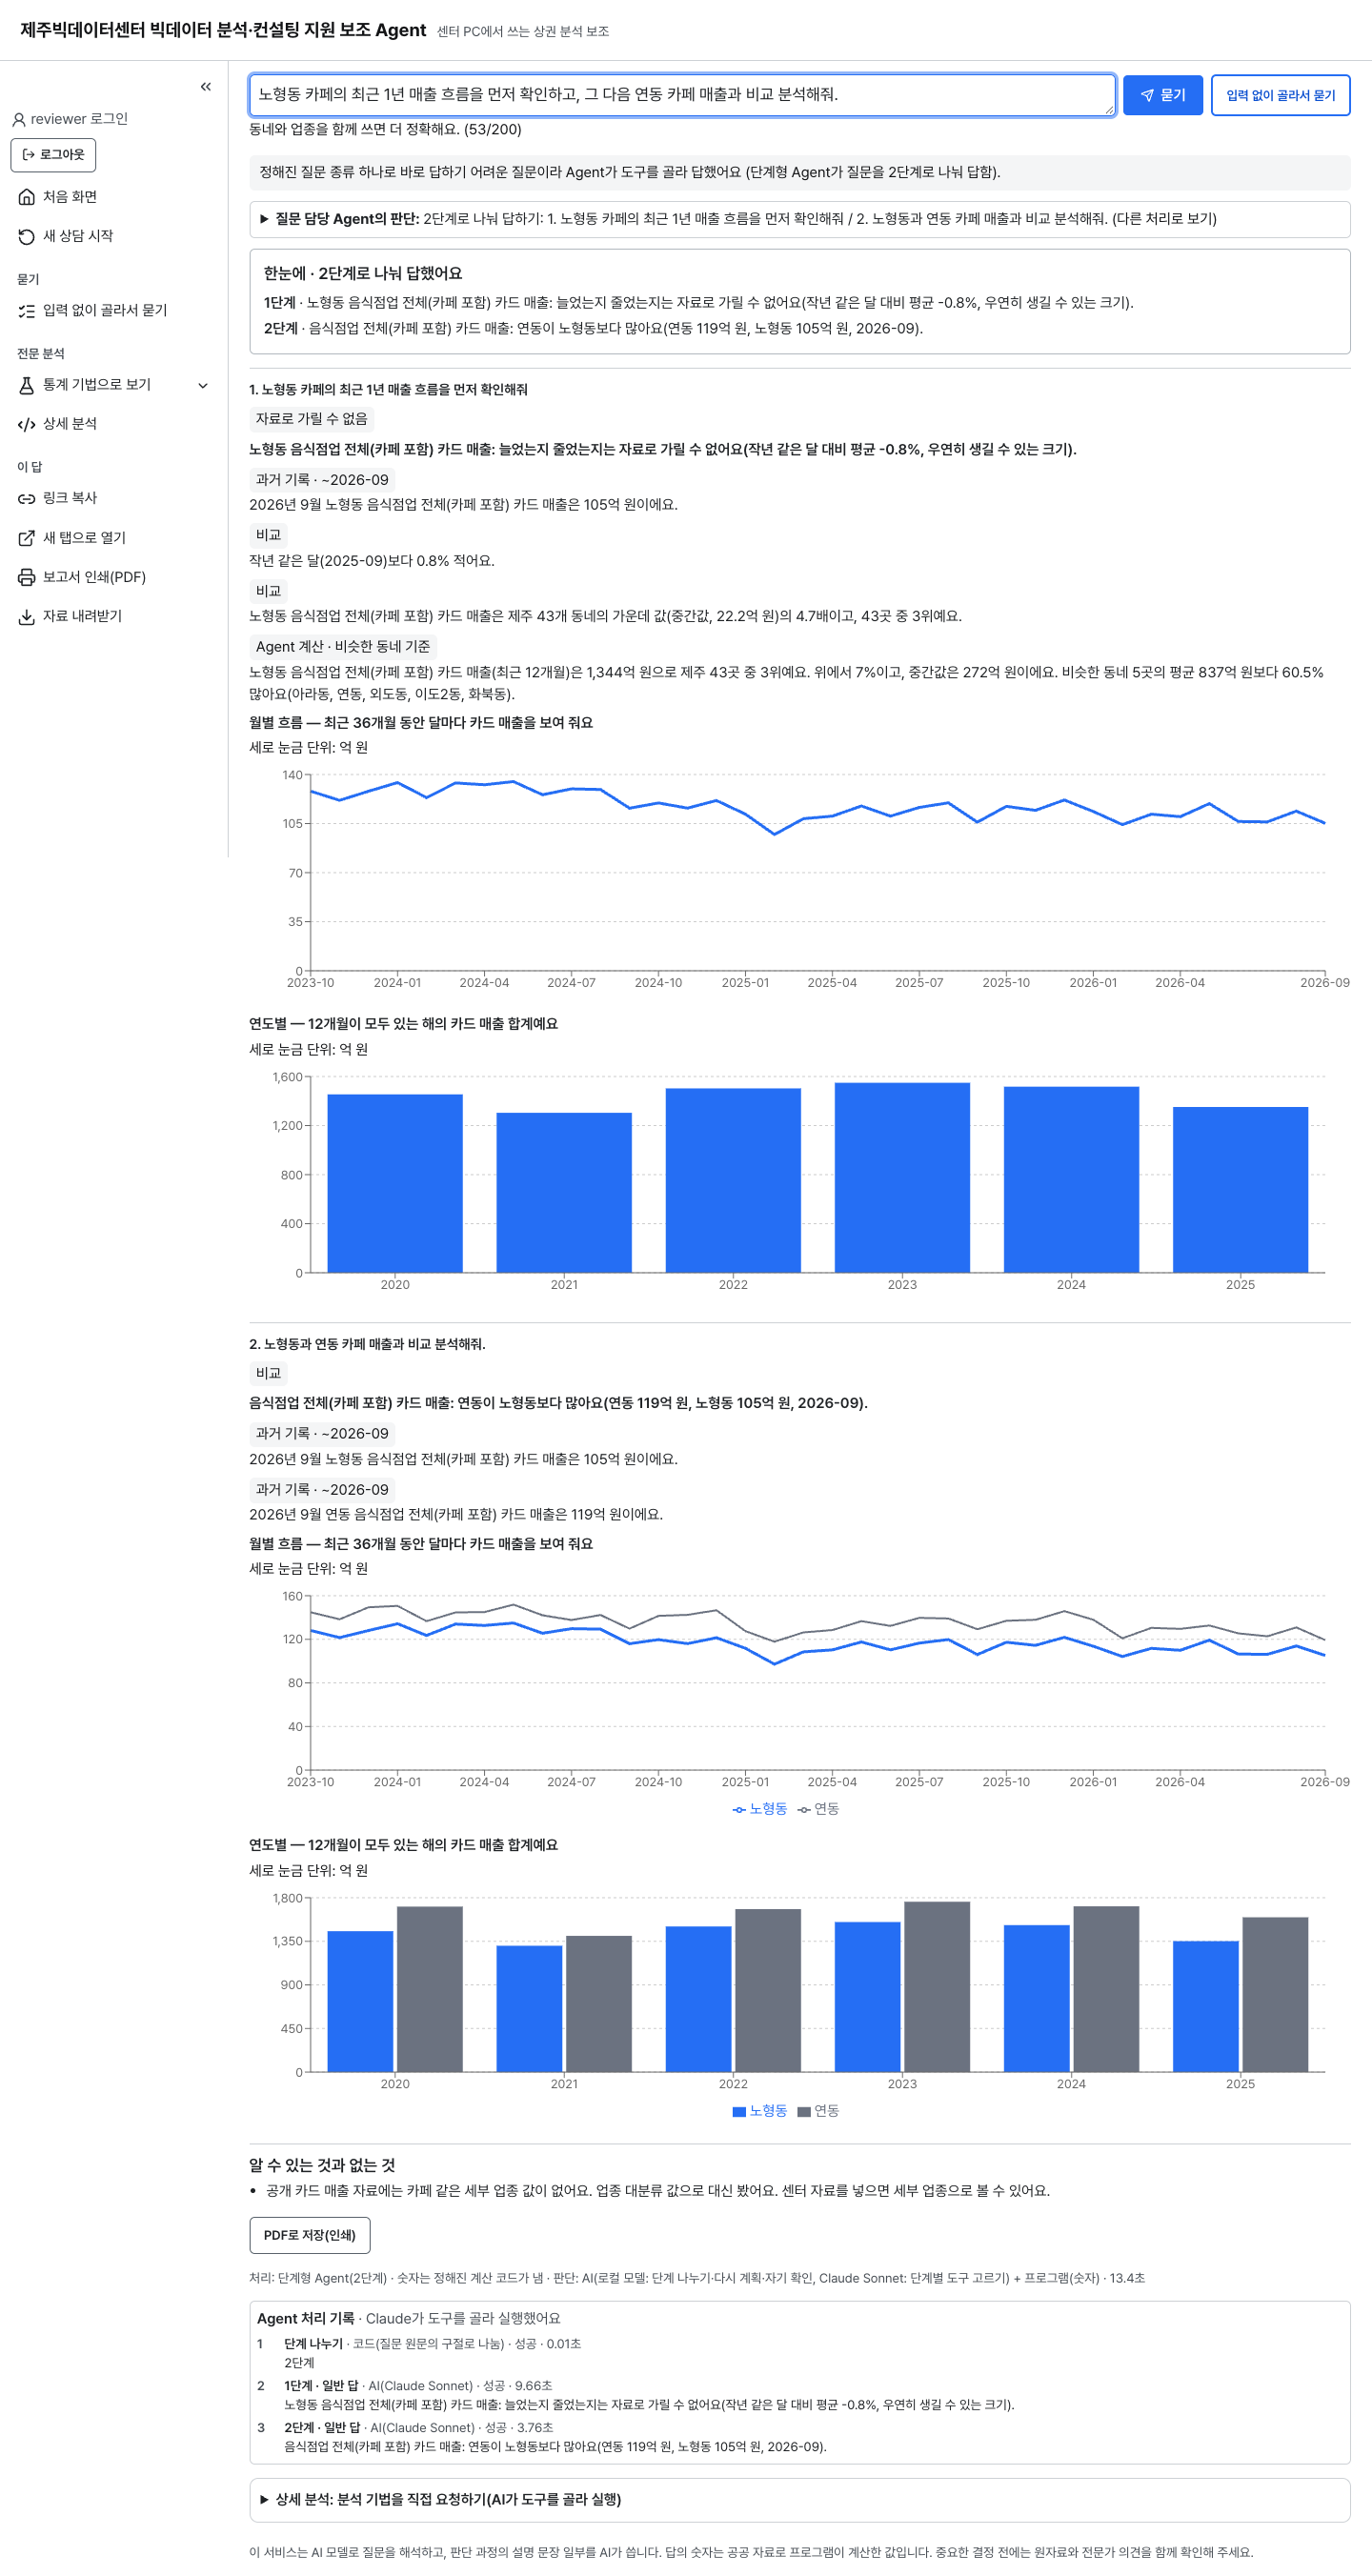 제주빅데이터센터 빅데이터 분석·컨설팅 지원 보조 Agent 센터 PC에서 쓰는 상권 분석 보조
reviewer 로그인
로그아웃
처음 화면
새 상담 시작
묻기
입력 없이 골라서 묻기
전문 분석
통계 기법으로 보기
상세 분석
이 답
링크 복사
새 탭으로 열기
보고서 인쇄(PDF)
자료 내려받기
노형동 카페의 최근 1년 매출 흐름을 먼저 확인하고, 그 다음 연동 카페 매출과 비교 분석해줘.
묻기
입력 없이 골라서 묻기
동네와 업종을 함께 쓰면 더 정확해요. (53/200)
정해진 질문 종류 하나로 바로 답하기 어려운 질문이라 Agent가 도구를 골라 답했어요 (단계형 Agent가 질문을 2단계로 나눠 답함).
▶ 질문 담당 Agent의 판단: 2단계로 나눠 답하기: 1. 노형동 카페의 최근 1년 매출 흐름을 먼저 확인해줘 / 2. 노형동과 연동 카페 매출과 비교 분석해줘. (다른 처리로 보기)
한눈에 · 2단계로 나눠 답했어요
1단계 · 노형동 음식점업 전체(카페 포함) 카드 매출: 늘었는지 줄었는지는 자료로 가릴 수 없어요(작년 같은 달 대비 평균 -0.8%, 우연히 생길 수 있는 크기).
2단계 · 음식점업 전체(카페 포함) 카드 매출: 연동이 노형동보다 많아요(연동 119억 원, 노형동 105억 원, 2026-09).
1. 노형동 카페의 최근 1년 매출 흐름을 먼저 확인해줘
자료로 가릴 수 없음
노형동 음식점업 전체(카페 포함) 카드 매출: 늘었는지 줄었는지는 자료로 가릴 수 없어요(작년 같은 달 대비 평균 -0.8%, 우연히 생길 수 있는 크기).
과거 기록 · ~2026-09
2026년 9월 노형동 음식점업 전체(카페 포함) 카드 매출은 105억 원이에요.
비교
작년 같은 달(2025-09)보다 0.8% 적어요.
비교
노형동 음식점업 전체(카페 포함) 카드 매출은 제주 43개 동네의 가운데 값(중간값, 22.2억 원)의 4.7배이고, 43곳 중 3위예요.
Agent 계산 · 비슷한 동네 기준
노형동 음식점업 전체(카페 포함) 카드 매출(최근 12개월)은 1,344억 원으로 제주 43곳 중 3위예요. 위에서 7%이고, 중간값은 272억 원이에요. 비슷한 동네 5곳의 평균 837억 원보다 60.5%
많아요(아라동, 연동, 외도동, 이도2동, 화북동).
월별 흐름 — 최근 36개월 동안 달마다 카드 매출을 보여 줘요
세로 눈금 단위: 억 원
140
105
70
35
0
2023-10 2024-01 2024-04 2024-07 2024-10 2025-01 2025-04 2025-07 2025-10 2026-01 2026-04 2026-09
연도별 — 12개월이 모두 있는 해의 카드 매출 합계예요
세로 눈금 단위: 억 원
1,600
1,200
800
400
0
2020 2021 2022 2023 2024 2025
2. 노형동과 연동 카페 매출과 비교 분석해줘.
비교
음식점업 전체(카페 포함) 카드 매출: 연동이 노형동보다 많아요(연동 119억 원, 노형동 105억 원, 2026-09).
과거 기록 · ~2026-09
2026년 9월 노형동 음식점업 전체(카페 포함) 카드 매출은 105억 원이에요.
과거 기록 · ~2026-09
2026년 9월 연동 음식점업 전체(카페 포함) 카드 매출은 119억 원이에요.
월별 흐름 — 최근 36개월 동안 달마다 카드 매출을 보여 줘요
세로 눈금 단위: 억 원
160
120
80
40
0
2023-10 2024-01 2024-04 2024-07 2024-10 2025-01 2025-04 2025-07 2025-10 2026-01 2026-04 2026-09
노형동 연동
연도별 — 12개월이 모두 있는 해의 카드 매출 합계예요
세로 눈금 단위: 억 원
1,800
1,350
900
450
0
2020 2021 2022 2023 2024 2025
노형동 연동
알 수 있는 것과 없는 것
• 공개 카드 매출 자료에는 카페 같은 세부 업종 값이 없어요. 업종 대분류 값으로 대신 봤어요. 센터 자료를 넣으면 세부 업종으로 볼 수 있어요.
PDF로 저장(인쇄)
처리: 단계형 Agent(2단계) · 숫자는 정해진 계산 코드가 냄 · 판단: AI(로컬 모델: 단계 나누기·다시 계획·자기 확인, Claude Sonnet: 단계별 도구 고르기) + 프로그램(숫자) · 13.4초
Agent 처리 기록 · Claude가 도구를 골라 실행했어요
1 단계 나누기 · 코드(질문 원문의 구절로 나눔) · 성공 · 0.01초
2단계
2 1단계 · 일반 답 · AI(Claude Sonnet) · 성공 · 9.66초
노형동 음식점업 전체(카페 포함) 카드 매출: 늘었는지 줄었는지는 자료로 가릴 수 없어요(작년 같은 달 대비 평균 -0.8%, 우연히 생길 수 있는 크기).
3 2단계 · 일반 답 · AI(Claude Sonnet) · 성공 · 3.76초
음식점업 전체(카페 포함) 카드 매출: 연동이 노형동보다 많아요(연동 119억 원, 노형동 105억 원, 2026-09).
▶ 상세 분석: 분석 기법을 직접 요청하기(AI가 도구를 골라 실행)
이 서비스는 AI 모델로 질문을 해석하고, 판단 과정의 설명 문장 일부를 AI가 씁니다. 답의 숫자는 공공 자료로 프로그램이 계산한 값입니다. 중요한 결정 전에는 원자료와 전문가 의견을 함께 확인해 주세요.